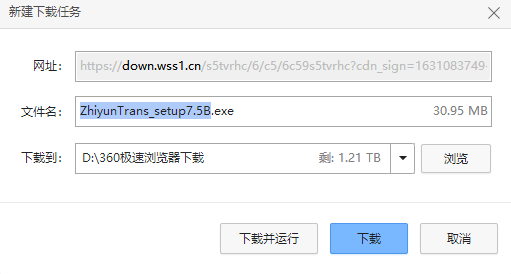 新建下载任务
网址： https://down.wss1.cn/s5tvrhc/6/c5/6c59s5tvrhc?cdn_sign=1631083749
文件名： ZhiyunTrans_setup7.5B.exe 30.95 MB
下载到： D:\360极速浏览器下载 剩: 1.21 TB 浏览
下载并运行 下载 取消